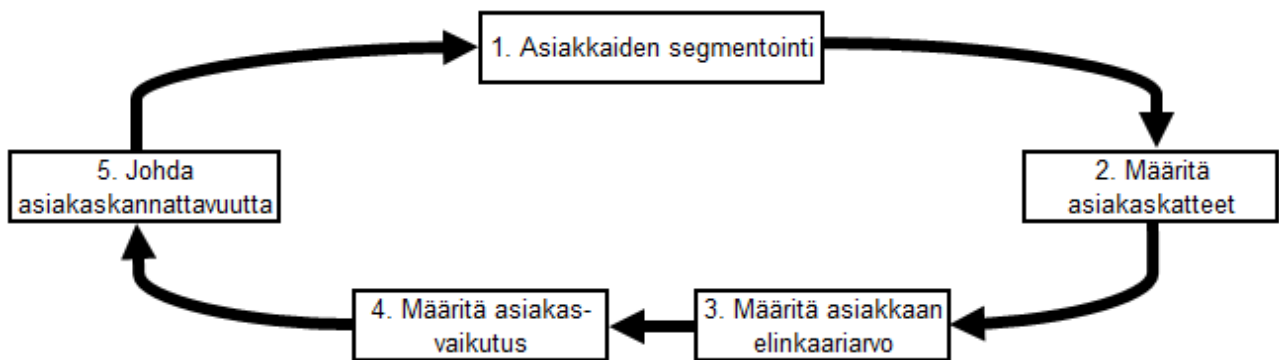 1. Asiakkaiden segmentointi
2. Määritä
asiakaskatteet
3. Määritä asiakkaan
elinkaariarvo
4. Määritä asiakas-
vaikutus
5. Johda
asiakaskannattavuutta